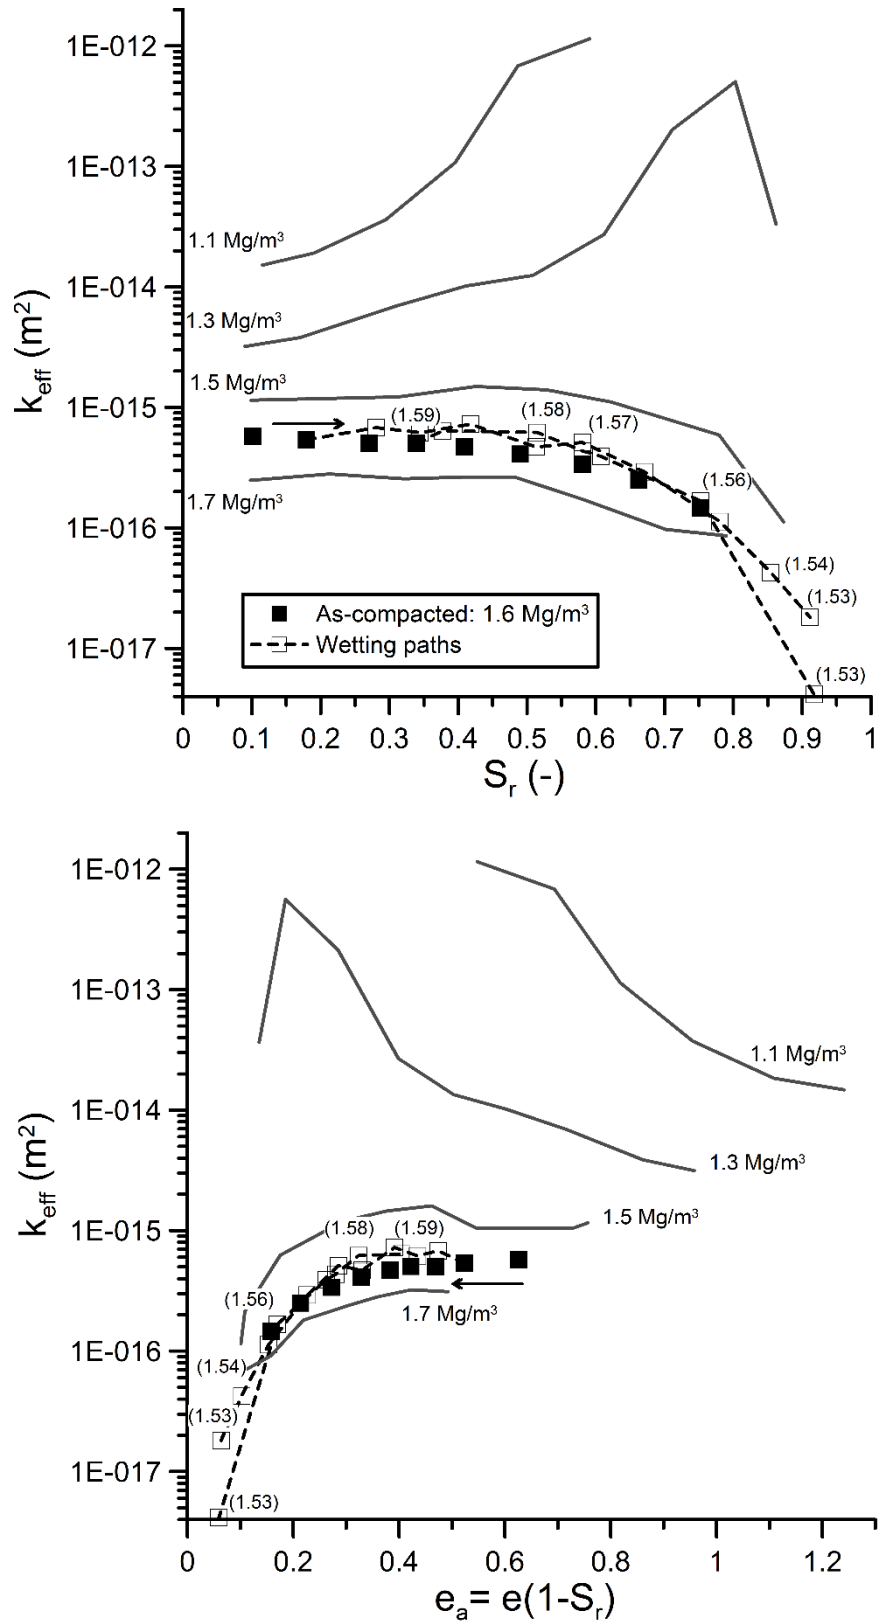 1E-012
1E-013
1E-014
1E-015
1E-016
1E-017
k_eff (m²)
1.1 Mg/m³
1.3 Mg/m³
1.5 Mg/m³
1.7 Mg/m³
(1.59)
(1.58)
(1.57)
(1.56)
(1.54)
(1.53)
(1.53)
As-compacted: 1.6 Mg/m³
Wetting paths
0 0.1 0.2 0.3 0.4 0.5 0.6 0.7 0.8 0.9 1
S_r (-)
1E-012
1E-013
1E-014
1E-015
1E-016
1E-017
k_eff (m²)
1.1 Mg/m³
1.3 Mg/m³
1.5 Mg/m³
(1.58)
(1.59)
1.7 Mg/m³
(1.56)
(1.54)
(1.53)
(1.53)
0 0.2 0.4 0.6 0.8 1 1.2
e_a= e(1-S_r)